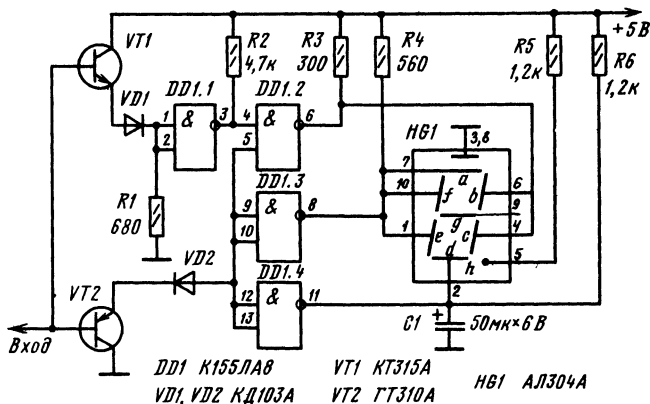 VT1
R2
4,7к
R3
300
R4
560
+5В
R5
1,2к
R6
1,2к
VD1
DD1.1
DD1.2
1
2
&
3
4
5
&
6
HG1
3,8
R1
680
DD1.3
9
10
&
8
7
10
1
a
f
b
g
e
c
d
h
6
9
4
5
2
VD2
DD1.4
12
13
&
11
VT2
Вход
C1
+
50мк×6В
DD1 К155ЛА8
VT1 КТ315А
VD1, VD2 КД103А
VT2 ГТ310А
HG1 АЛ304А